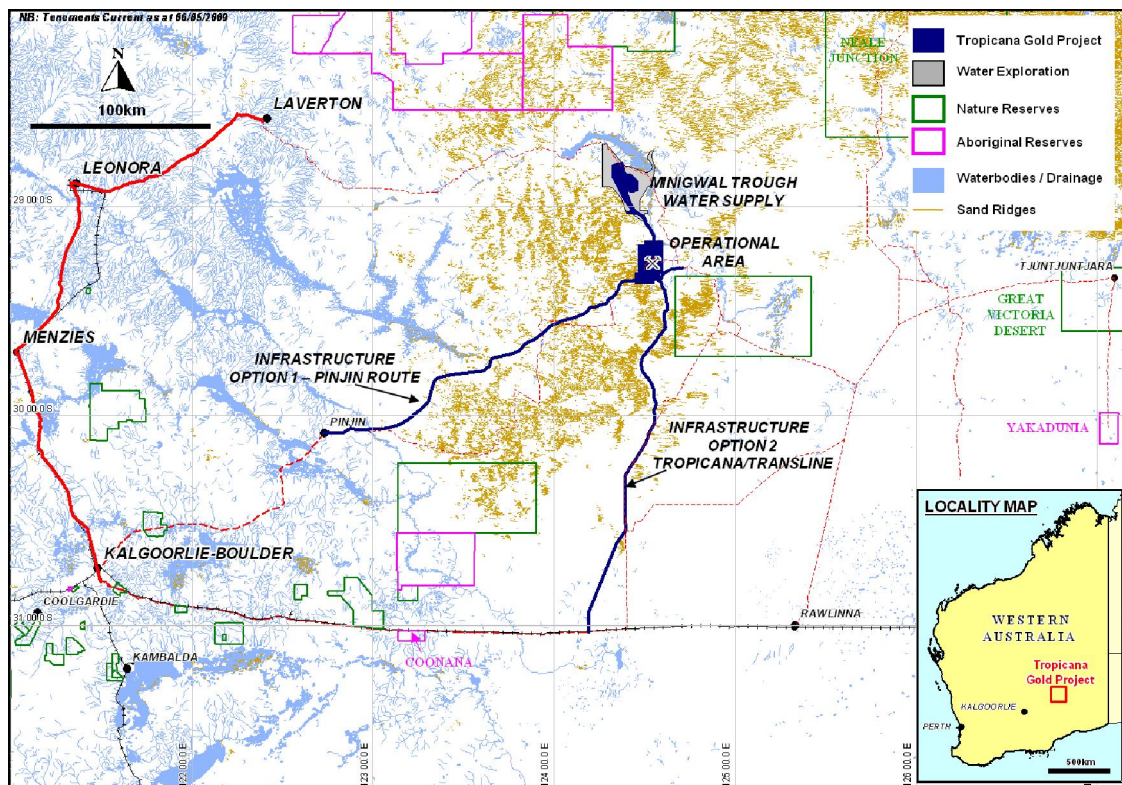 NB: Tenements Current as at 06/05/2009
N
100km
LAVERTON
LEONORA
MENZIES
29 00 00 S
30 00 00 S
31 00 00 S
INFRASTRUCTURE
OPTION 1 – PINJIN ROUTE
PINJIN
KALGOORLIE-BOULDER
COOLGARDIE
KAMBALDA
COONANA
MINIGWAL TROUGH
WATER SUPPLY
OPERATIONAL
AREA
INFRASTRUCTURE
OPTION 2
TROPICANA/TRANSLINE
RAWLINNA
NEALE
JUNCTION
TJUNTJUNTJARA
GREAT
VICTORIA
DESERT
YAKADUNIA
Tropicana Gold Project
Water Exploration
Nature Reserves
Aboriginal Reserves
Waterbodies / Drainage
Sand Ridges
122 00 00 E
123 00 00 E
124 00 00 E
125 00 00 E
LOCALITY MAP
WESTERN
AUSTRALIA
Tropicana
Gold Project
KALGOORLIE
PERTH
500km